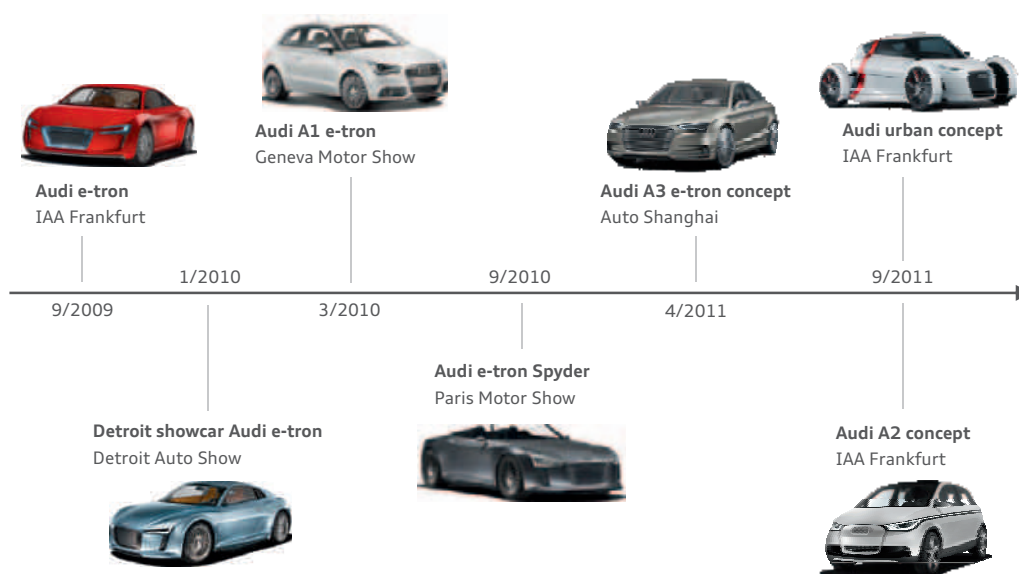 Audi e-tron
IAA Frankfurt
Audi A1 e-tron
Geneva Motor Show
Audi A3 e-tron concept
Auto Shanghai
Audi urban concept
IAA Frankfurt
1/2010
9/2010
9/2011
9/2009
3/2010
4/2011
Detroit showcar Audi e-tron
Detroit Auto Show
Audi e-tron Spyder
Paris Motor Show
Audi A2 concept
IAA Frankfurt